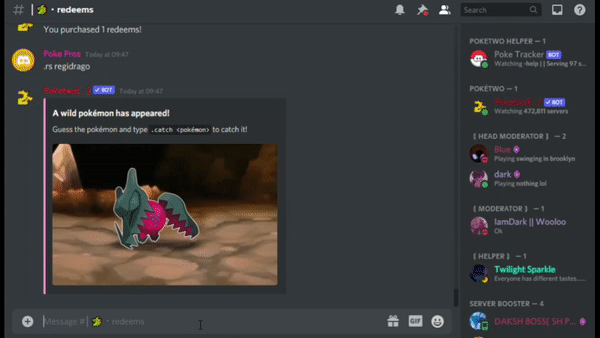 # | • redeems
Search
You purchased 1 redeems!
Poke Pros Today at 09:47
.rs regidrago
BOT Today at 09:47
A wild pokémon has appeared!
Guess the pokémon and type .catch <pokémon> to catch it!
Message # | • redeems
GIF
POKETWO HELPER — 1
Poke Tracker BOT
Watching -help | | Serving 97 s...
POKÉTWO — 1
BOT
Watching 472,811 servers
⟨ HEAD MODERATOR ⟩ — 2
Blue
Playing swinging in brooklyn
dark
Playing nothing lol
⟨ MODERATOR ⟩ — 1
IamDark || Wooloo
Ok
⟨ HELPER ⟩ — 1
Twilight Sparkle
Everyone has different tastes...
SERVER BOOSTER — 4
DAKSH BOSS[ SH P...